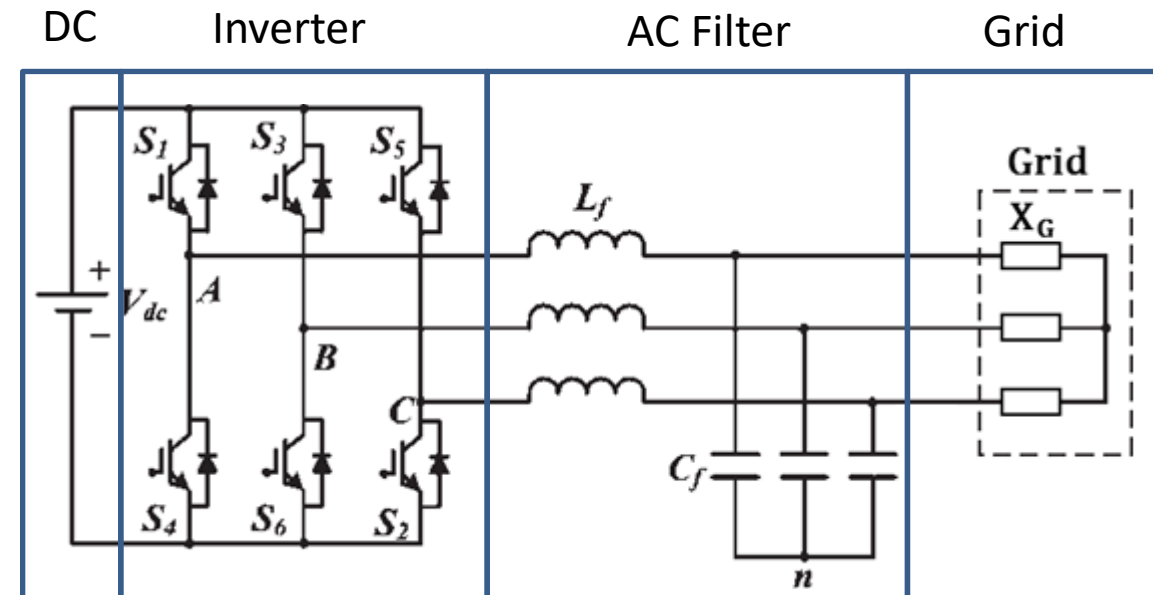 DC Inverter AC Filter Grid
S1 S3 S5
Grid
Lf
XG
+
Vdc
A
−
B
C
Cf
S4 S6 S2
n